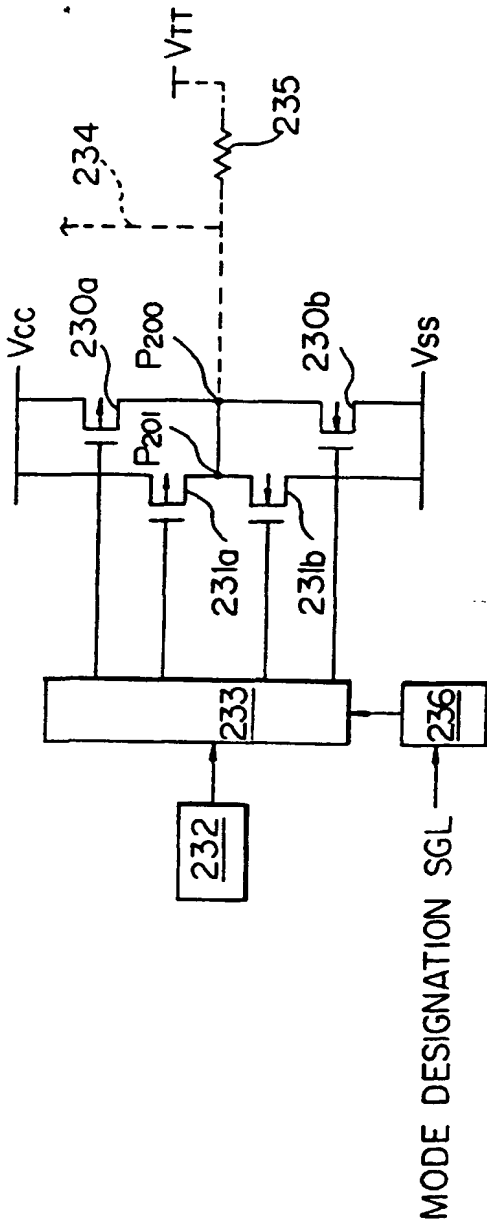 Vcc
234
VTT
230a
P200
235
P201
231a
231b
230b
Vss
233
232
236
MODE DESIGNATION SGL